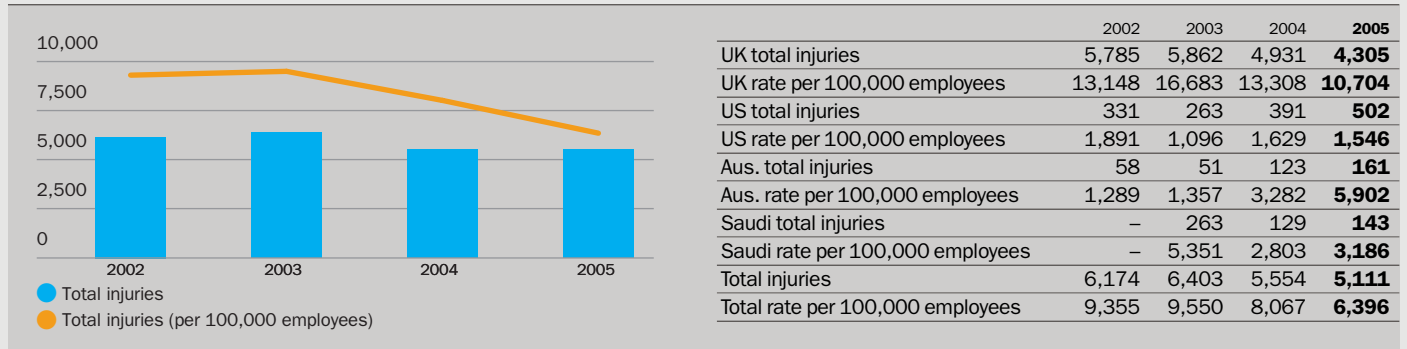 10,000
7,500
5,000
2,500
0
2002 2003 2004 2005
Total injuries
Total injuries (per 100,000 employees)
2002 2003 2004 2005
UK total injuries 5,785 5,862 4,931 4,305
UK rate per 100,000 employees 13,148 16,683 13,308 10,704
US total injuries 331 263 391 502
US rate per 100,000 employees 1,891 1,096 1,629 1,546
Aus. total injuries 58 51 123 161
Aus. rate per 100,000 employees 1,289 1,357 3,282 5,902
Saudi total injuries – 263 129 143
Saudi rate per 100,000 employees – 5,351 2,803 3,186
Total injuries 6,174 6,403 5,554 5,111
Total rate per 100,000 employees 9,355 9,550 8,067 6,396